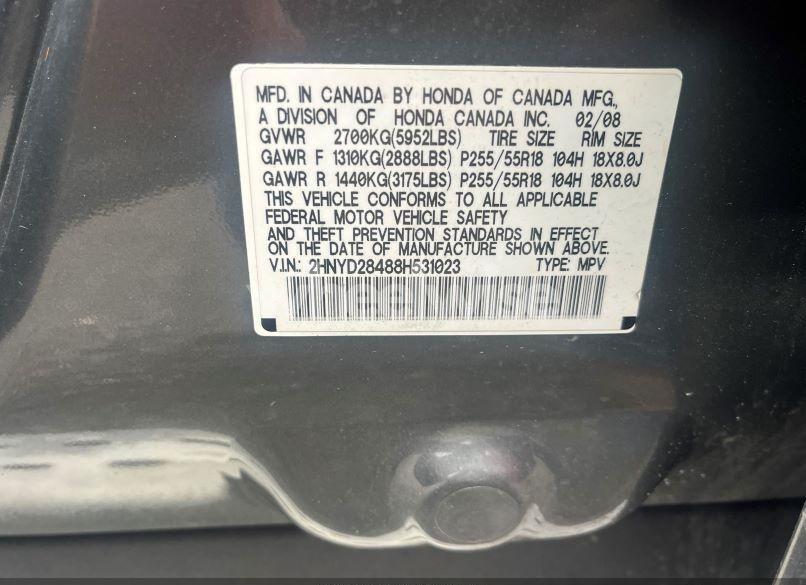 MFD. IN CANADA BY HONDA OF CANADA MFG.,
A DIVISION OF HONDA CANADA INC. 02/08
GVWR 2700KG(5952LBS) TIRE SIZE RIM SIZE
GAWR F 1310KG(2888LBS) P255/55R18 104H 18X8.0J
GAWR R 1440KG(3175LBS) P255/55R18 104H 18X8.0J
THIS VEHICLE CONFORMS TO ALL APPLICABLE
FEDERAL MOTOR VEHICLE SAFETY
AND THEFT PREVENTION STANDARDS IN EFFECT
ON THE DATE OF MANUFACTURE SHOWN ABOVE.
V.I.N.: 2HNYD28488H531023 TYPE: MPV